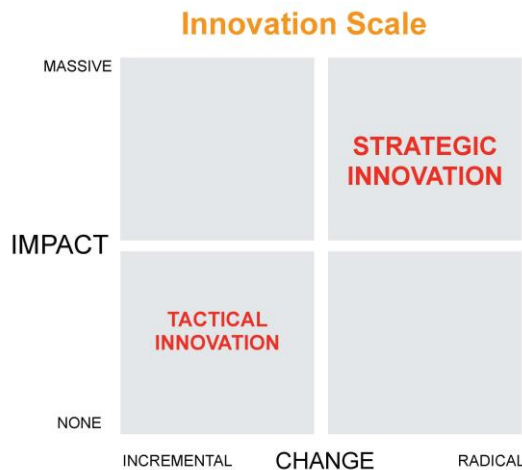 Innovation Scale
MASSIVE
STRATEGIC
INNOVATION
IMPACT
TACTICAL
INNOVATION
NONE
INCREMENTAL CHANGE RADICAL